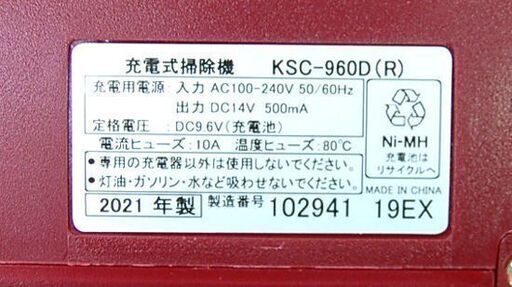 充電式掃除機 KSC-960D(R)
充電用電源：入力 AC100-240V 50/60Hz
出力 DC14V 500mA
定格電圧：DC9.6V(充電池)
電流ヒューズ：10A 温度ヒューズ：80℃
●専用の充電器以外は使用しないでください。
●灯油・ガソリン・水など吸わせないでください。
2021 年製 製造番号 102941 19EX
Ni-MH
充電池は
リサイクルへ
MADE IN CHINA